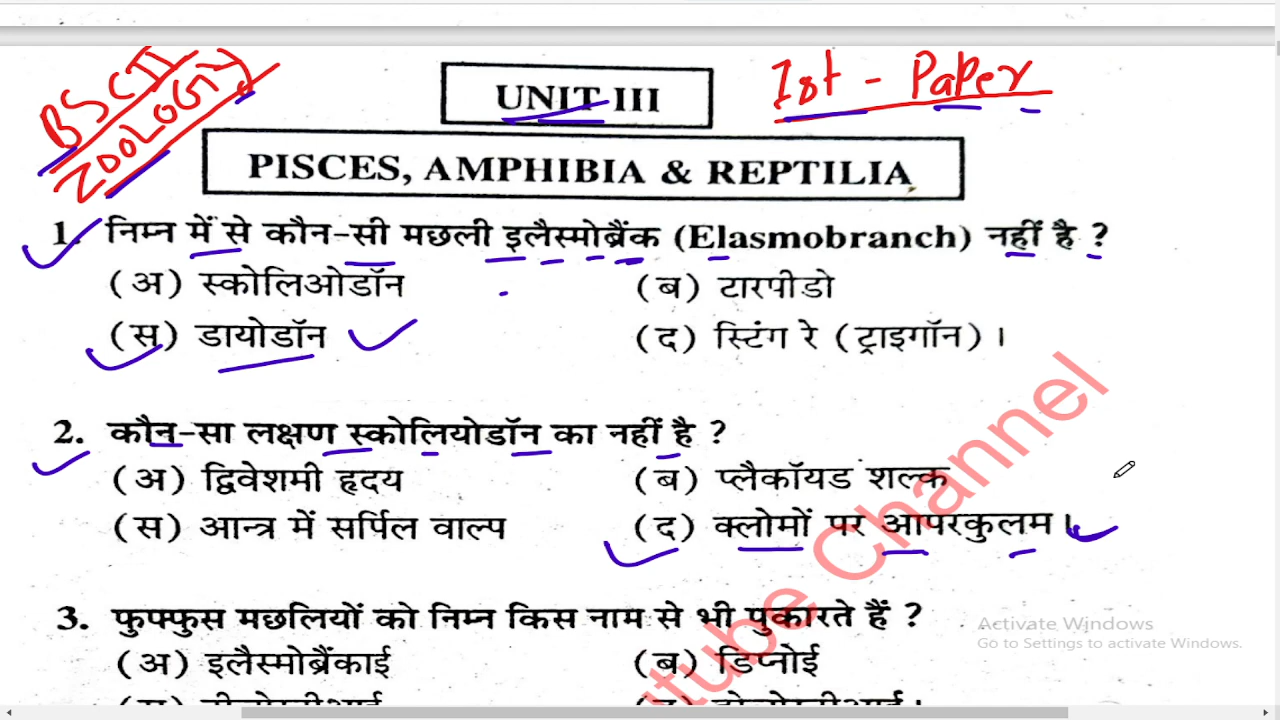 BSC II
ZOOLOGY
Ist - Paper
UNIT III
PISCES, AMPHIBIA & REPTILIA
1. निम्न में से कौन-सी मछली इलैस्मोब्रैंक (Elasmobranch) नहीं है ?
(अ) स्कोलिओडॉन (ब) टारपीडो
(स) डायोडॉन (द) स्टिंग रे (ट्राइगॉन)।
2. कौन-सा लक्षण स्कोलियोडॉन का नहीं है ?
(अ) द्विवेशमी हृदय (ब) प्लैकॉयड शल्क
(स) आन्त्र में सर्पिल वाल्प (द) क्लोमों पर आपरकुलम।
3. फुफ्फुस मछलियों को निम्न किस नाम से भी पुकारते हैं ?
(अ) इलैस्मोब्रैंकाई (ब) डिप्नोई
utube Channel
Activate Windows
Go to Settings to activate Windows.